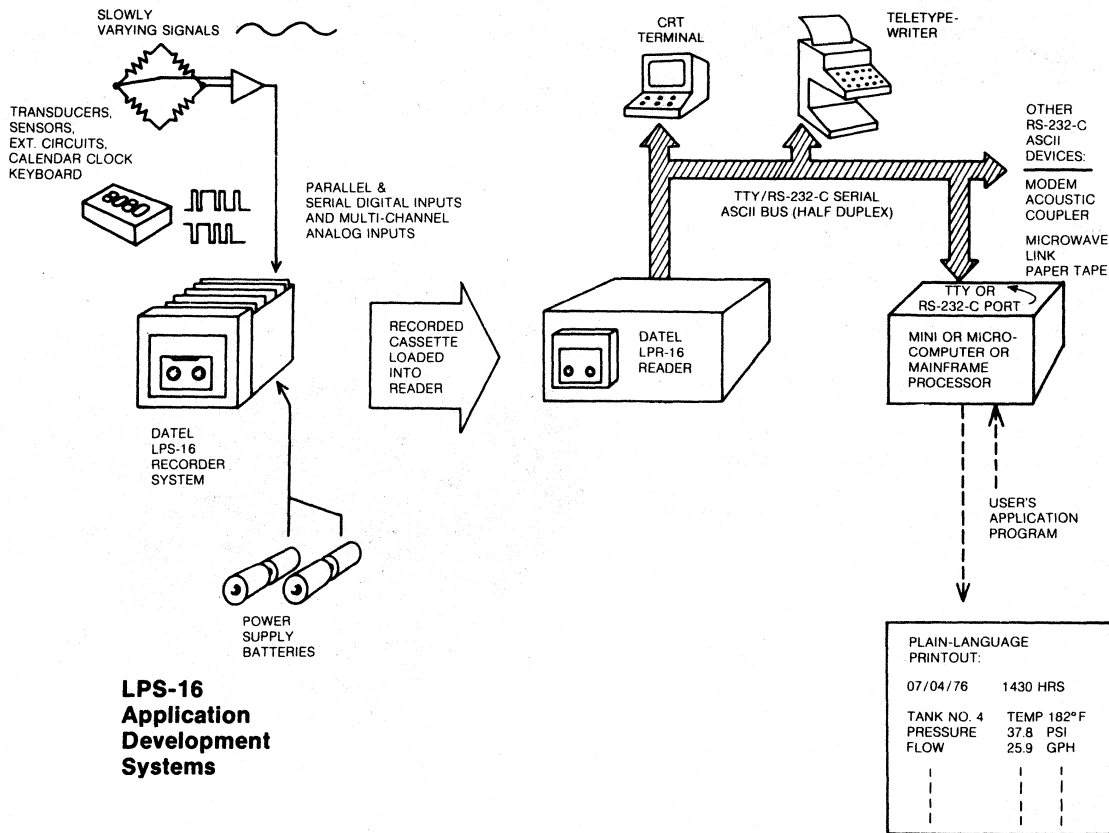 SLOWLY
VARYING SIGNALS
TRANSDUCERS,
SENSORS,
EXT. CIRCUITS,
CALENDAR CLOCK
KEYBOARD
8080
PARALLEL &
SERIAL DIGITAL INPUTS
AND MULTI-CHANNEL
ANALOG INPUTS
DATEL
LPS-16
RECORDER
SYSTEM
POWER
SUPPLY
BATTERIES
RECORDED
CASSETTE
LOADED
INTO
READER
CRT
TERMINAL
TELETYPE-
WRITER
TTY/RS-232-C SERIAL
ASCII BUS (HALF DUPLEX)
OTHER
RS-232-C
ASCII
DEVICES:
MODEM
ACOUSTIC
COUPLER
MICROWAVE
LINK
PAPER TAPE
DATEL
LPR-16
READER
TTY OR
RS-232-C PORT
MINI OR MICRO-
COMPUTER OR
MAINFRAME
PROCESSOR
USER'S
APPLICATION
PROGRAM
PLAIN-LANGUAGE
PRINTOUT:
07/04/76 1430 HRS
TANK NO. 4 TEMP 182°F
PRESSURE 37.8 PSI
FLOW 25.9 GPH
LPS-16
Application
Development
Systems